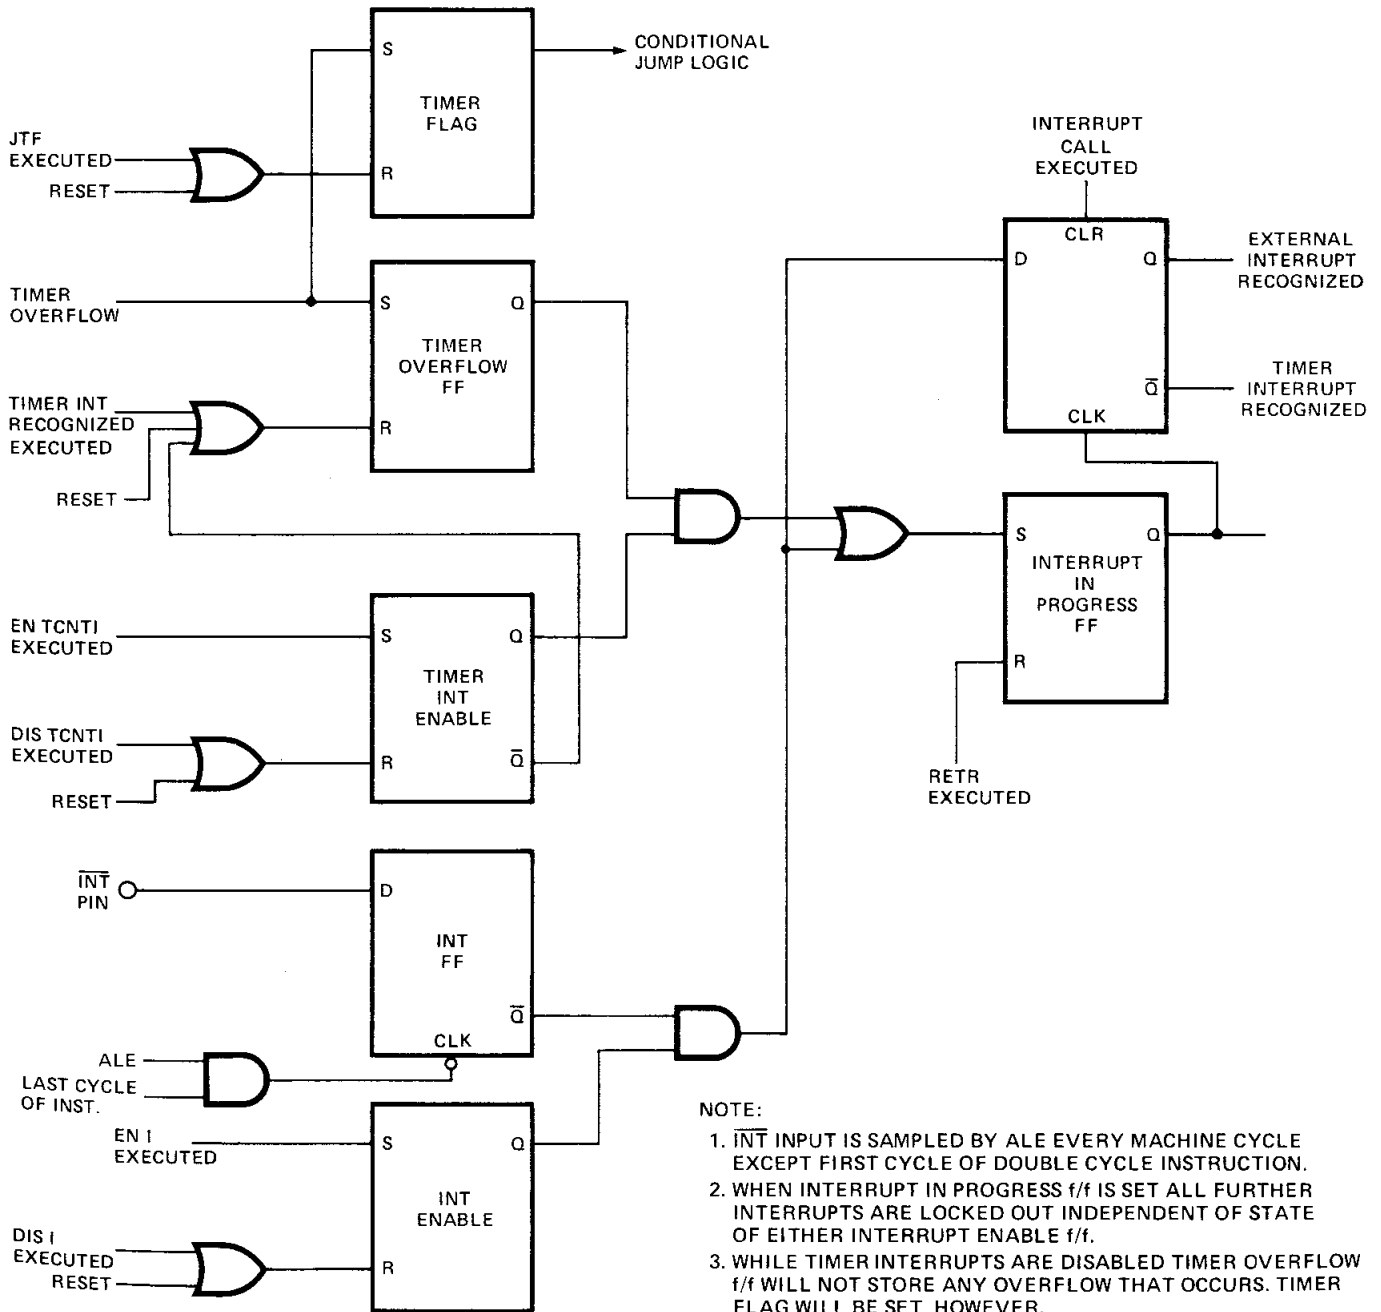 S
TIMER
FLAG
R
CONDITIONAL
JUMP LOGIC
JTF
EXECUTED
RESET
TIMER
OVERFLOW
S
Q
TIMER
OVERFLOW
FF
R
TIMER INT
RECOGNIZED
EXECUTED
RESET
EN TCNTI
EXECUTED
S
Q
TIMER
INT
ENABLE
R
Q̅
DIS TCNTI
EXECUTED
RESET
I̅N̅T̅
PIN
D
INT
FF
Q̅
CLK
ALE
LAST CYCLE
OF INST.
EN I
EXECUTED
S
Q
INT
ENABLE
R
DIS I
EXECUTED
RESET
INTERRUPT
CALL
EXECUTED
CLR
D
Q
EXTERNAL
INTERRUPT
RECOGNIZED
Q̅
TIMER
INTERRUPT
RECOGNIZED
CLK
S
Q
INTERRUPT
IN
PROGRESS
FF
R
RETR
EXECUTED
NOTE:
1. I̅N̅T̅ INPUT IS SAMPLED BY ALE EVERY MACHINE CYCLE
EXCEPT FIRST CYCLE OF DOUBLE CYCLE INSTRUCTION.
2. WHEN INTERRUPT IN PROGRESS f/f IS SET ALL FURTHER
INTERRUPTS ARE LOCKED OUT INDEPENDENT OF STATE
OF EITHER INTERRUPT ENABLE f/f.
3. WHILE TIMER INTERRUPTS ARE DISABLED TIMER OVERFLOW
f/f WILL NOT STORE ANY OVERFLOW THAT OCCURS. TIMER
FLAG WILL BE SET, HOWEVER.